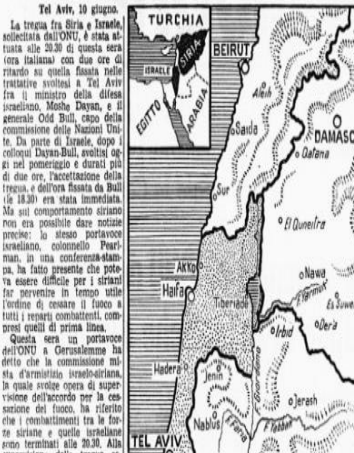 Tel Aviv, 10 giugno.
La tregua fra Siria e Israele,
sollecitata dall'ONU, è stata at-
tuata alle 20.30 di questa sera
(ora italiana) con due ore di
ritardo su quella fissata nelle
trattative svoltesi a Tel Aviv
fra il ministro della difesa
israeliano, Moshe Dayan, e il
generale Odd Bull, capo della
commissione delle Nazioni Uni-
te. Da parte di Israele, dopo i
colloqui Dayan-Bull, svoltisi og-
gi nel pomeriggio e durati più
di due ore, l'accettazione della
tregua, e dell'ora fissata da Bull
(le 18.30) era stata immediata.
Ma sul comportamento siriano
non era possibile dare notizie
precise: lo stesso portavoce
israeliano, colonnello Pearl-
man, in una conferenza-stam-
pa, ha fatto presente che pote-
va essere difficile per i siriani
far pervenire in tempo utile
l'ordine di cessare il fuoco a
tutti i reparti combattenti, com-
presi quelli di prima linea.
Questa sera un portavoce
dell'ONU a Gerusalemme ha
detto che la commissione mi-
sta d'armistizio israelo-siriana,
la quale svolge opera di super-
visione dell'accordo per la ces-
sazione del fuoco, ha riferito
che i combattimenti tra le for-
ze siriane e quelle israeliane
sono terminati alle 20.30. Alla
TURCHIA
SIRIA
ISRAELE
EGITTO
ARABIA
BEIRUT
Aleih
Saida
DAMASCO
Qatana
Sur
El Quneitra
AKKO
Nawa
Haifa
Tiberiade
Yarmuk
Es Suwei
Irbid
Der'a
Hadera
Jenin
Giordano
Jerash
Nablus
TEL AVIV